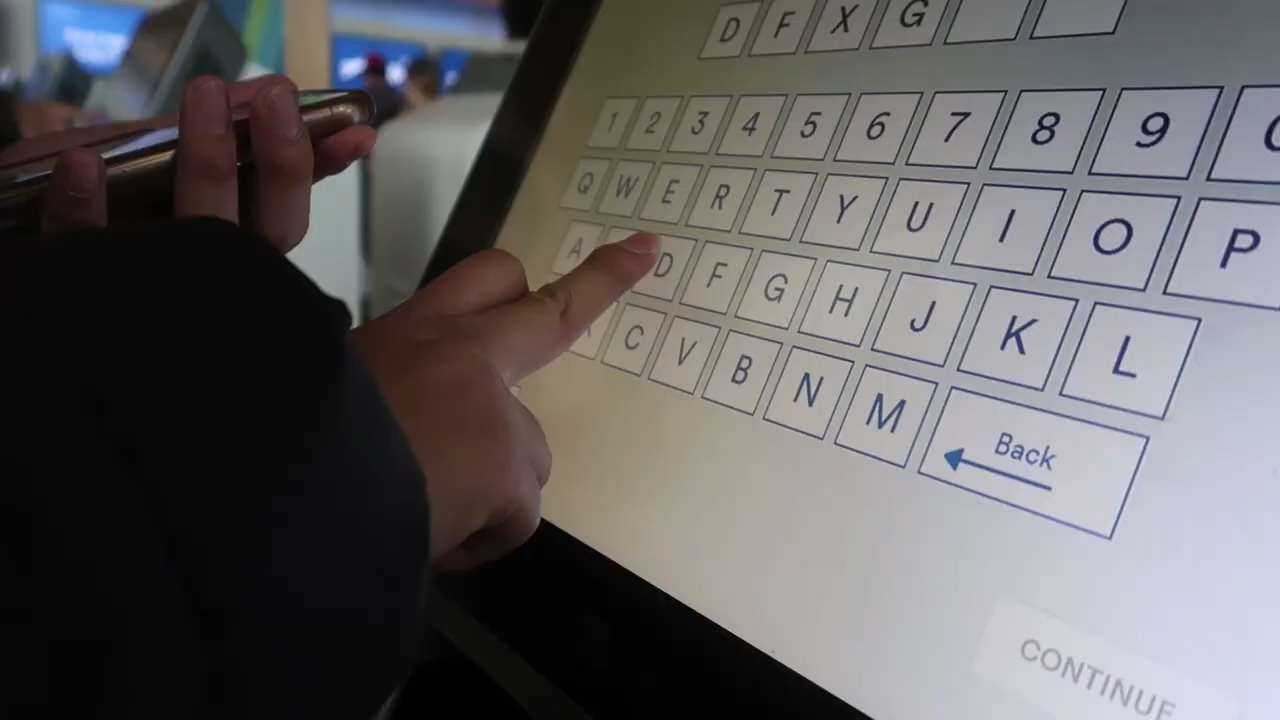 D F X G
1 2 3 4 5 6 7 8 9
Q W E R T Y U I O P
A D F G H J K L
C V B N M Back
CONTINUE